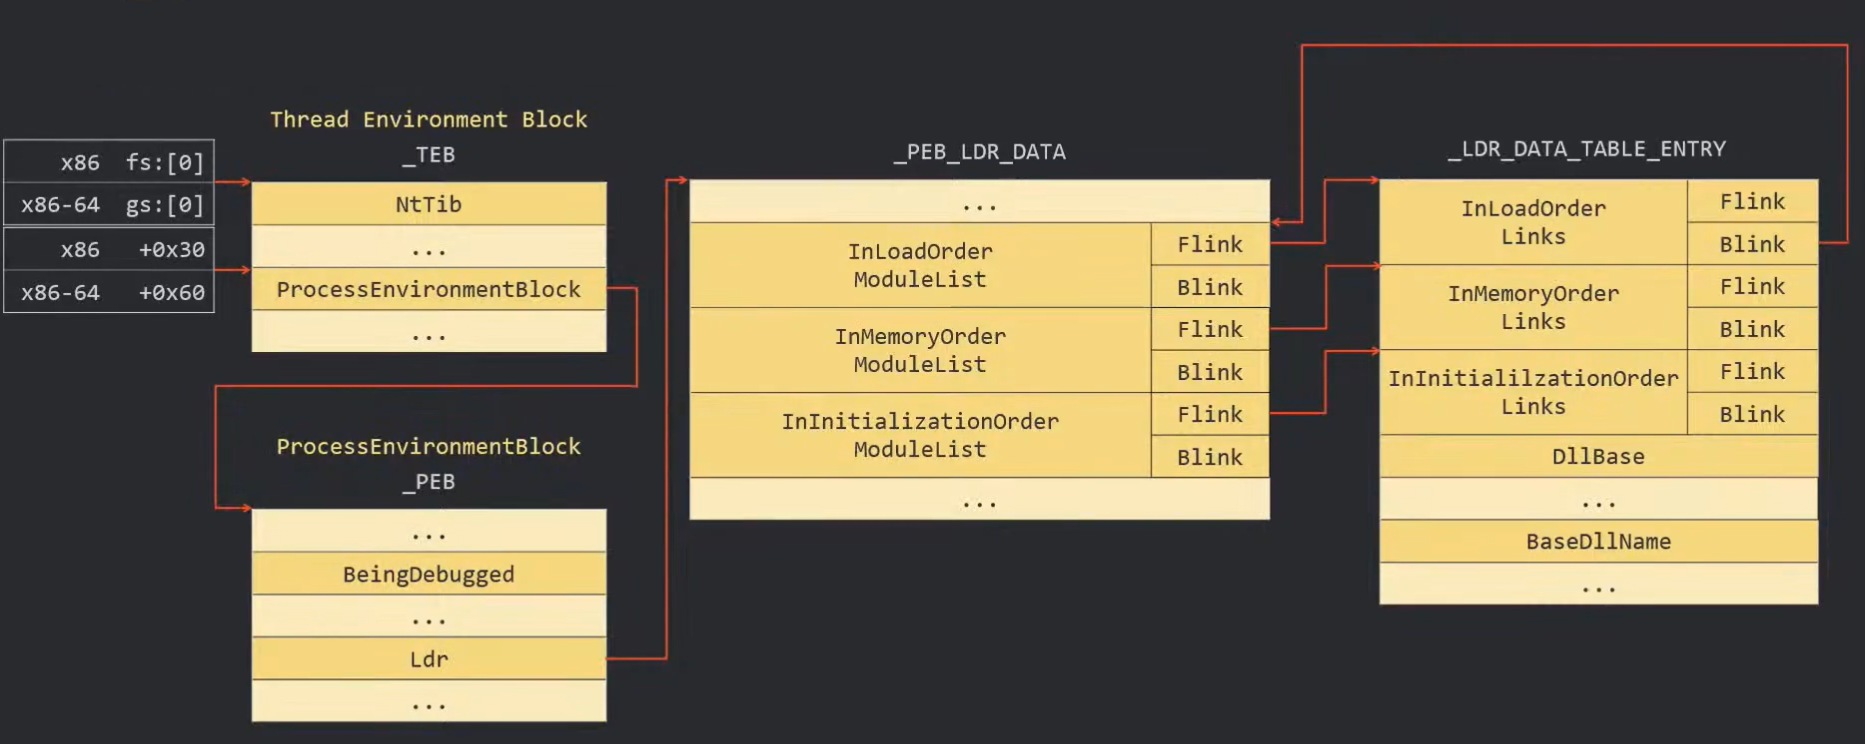 Thread Environment Block
_TEB
x86 fs:[0]
x86-64 gs:[0]
x86 +0x30
x86-64 +0x60
NtTib
...
ProcessEnvironmentBlock
...
ProcessEnvironmentBlock
_PEB
...
BeingDebugged
...
Ldr
...
_PEB_LDR_DATA
...
InLoadOrder
ModuleList
Flink
Blink
InMemoryOrder
ModuleList
Flink
Blink
InInitializationOrder
ModuleList
Flink
Blink
...
_LDR_DATA_TABLE_ENTRY
InLoadOrder
Links
Flink
Blink
InMemoryOrder
Links
Flink
Blink
InInitialilzationOrder
Links
Flink
Blink
DllBase
...
BaseDllName
...